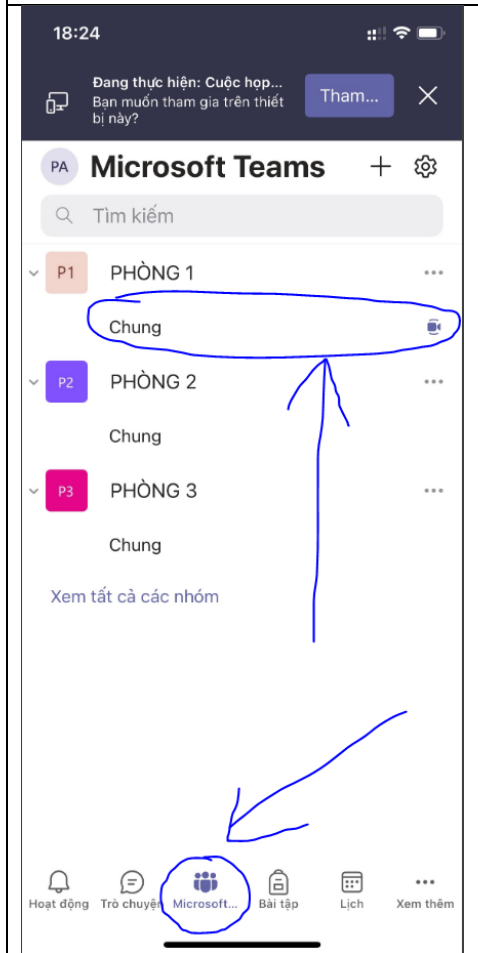 18:24
Đang thực hiện: Cuộc họp...
Bạn muốn tham gia trên thiết
bị này?
Tham...
PA Microsoft Teams
Tìm kiếm
P1 PHÒNG 1
Chung
P2 PHÒNG 2
Chung
P3 PHÒNG 3
Chung
Xem tất cả các nhóm
Hoạt động Trò chuyện Microsoft... Bài tập Lịch Xem thêm